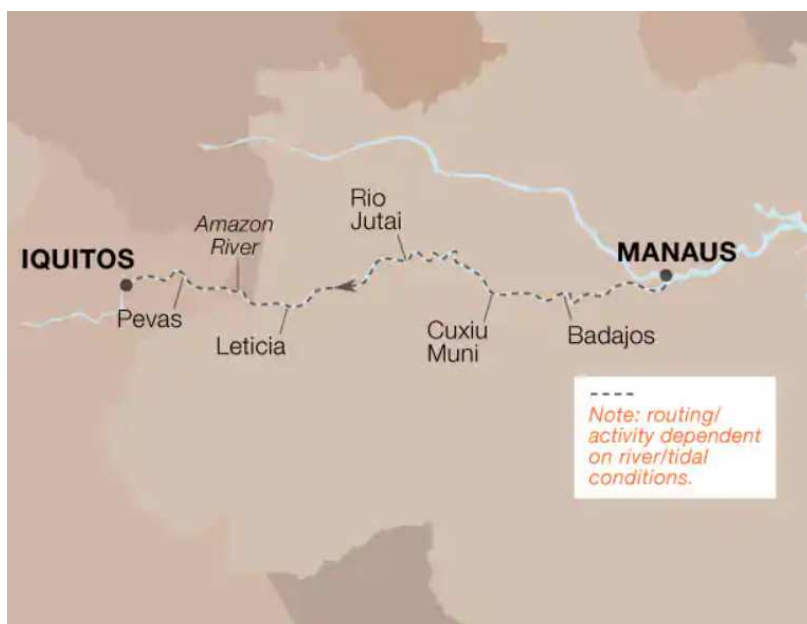 Rio
Jutai
Amazon
River
IQUITOS
MANAUS
Pevas
Leticia
Cuxiu
Muni
Badajos
Note: routing/
activity dependent
on river/tidal
conditions.